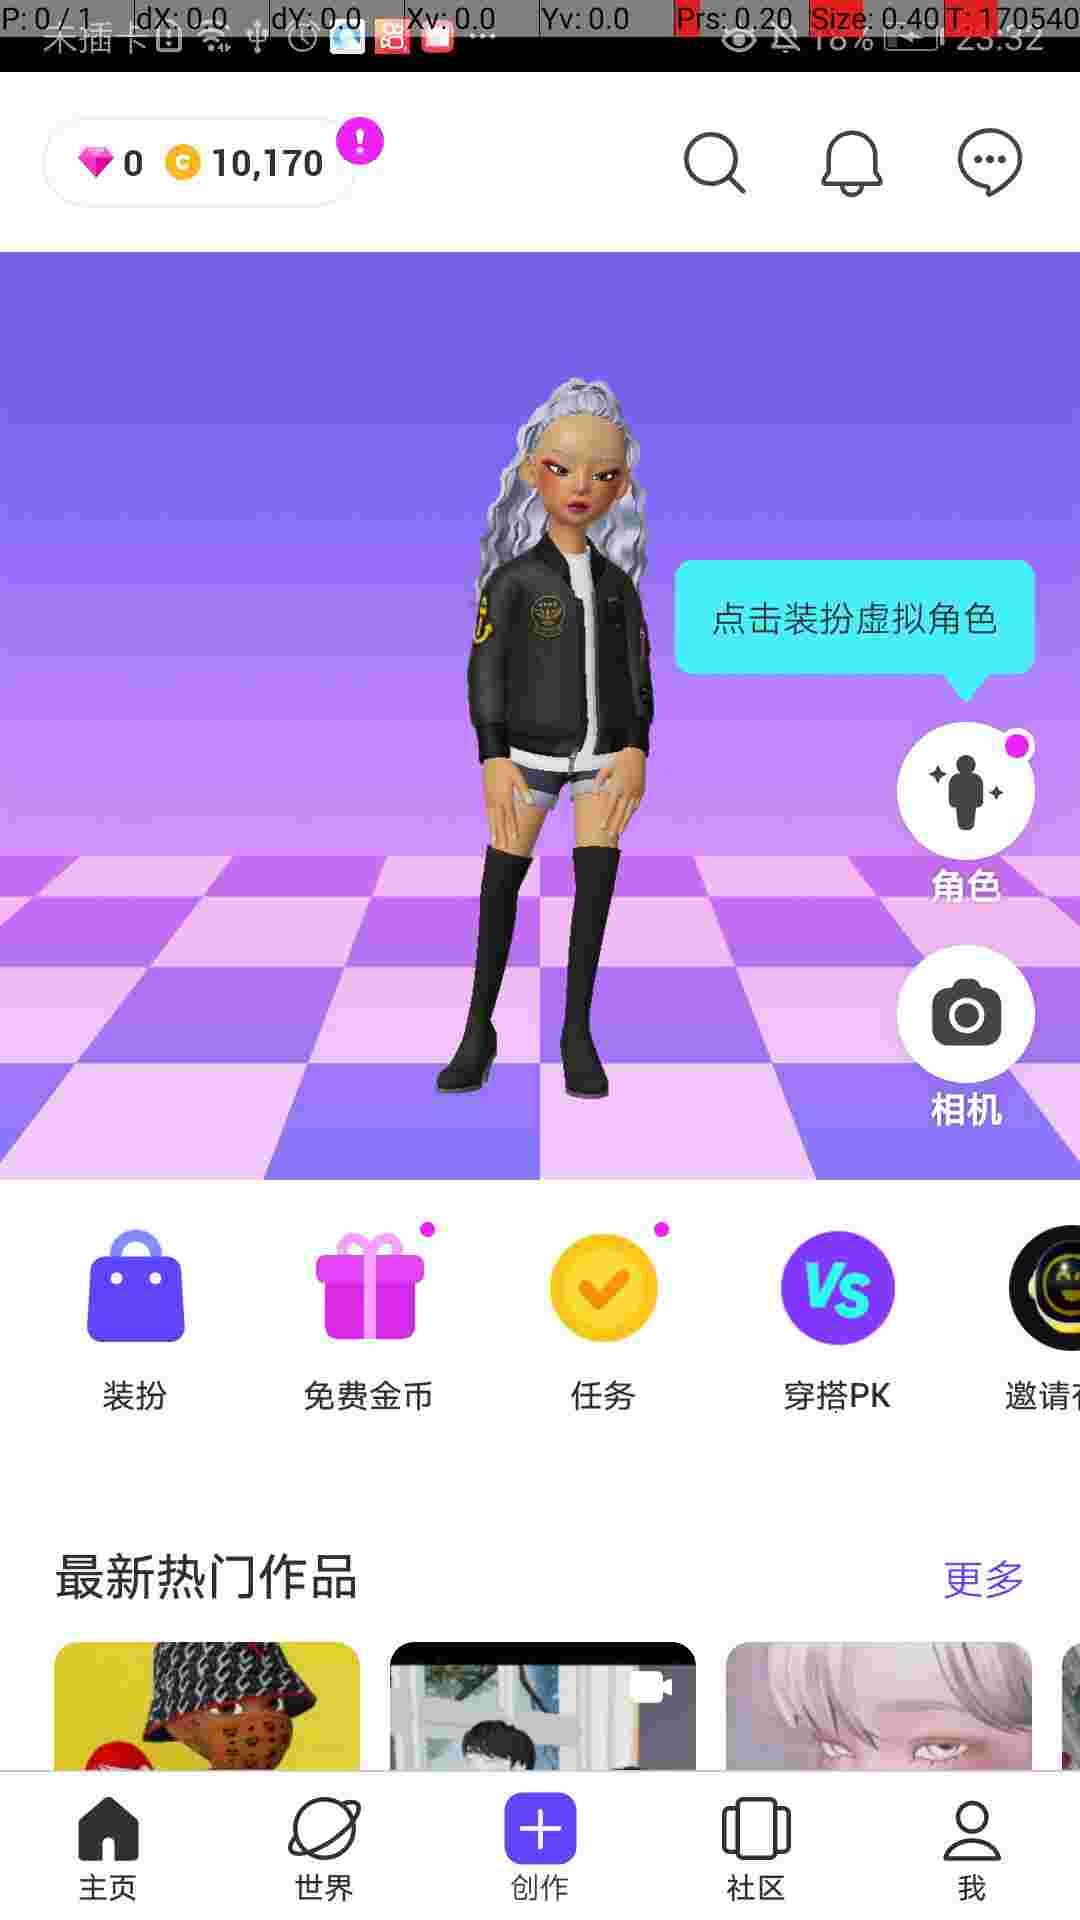 P: 0 / 1 dX: 0.0 dY: 0.0 Xv: 0.0 Yv: 0.0 Prs: 0.20 Size: 0.40 T: 170540
未插卡 18% 23:32
0 C 10,170 !
点击装扮虚拟角色
角色
相机
VS
装扮 免费金币 任务 穿搭PK 邀请
最新热门作品 更多
主页 世界 创作 社区 我